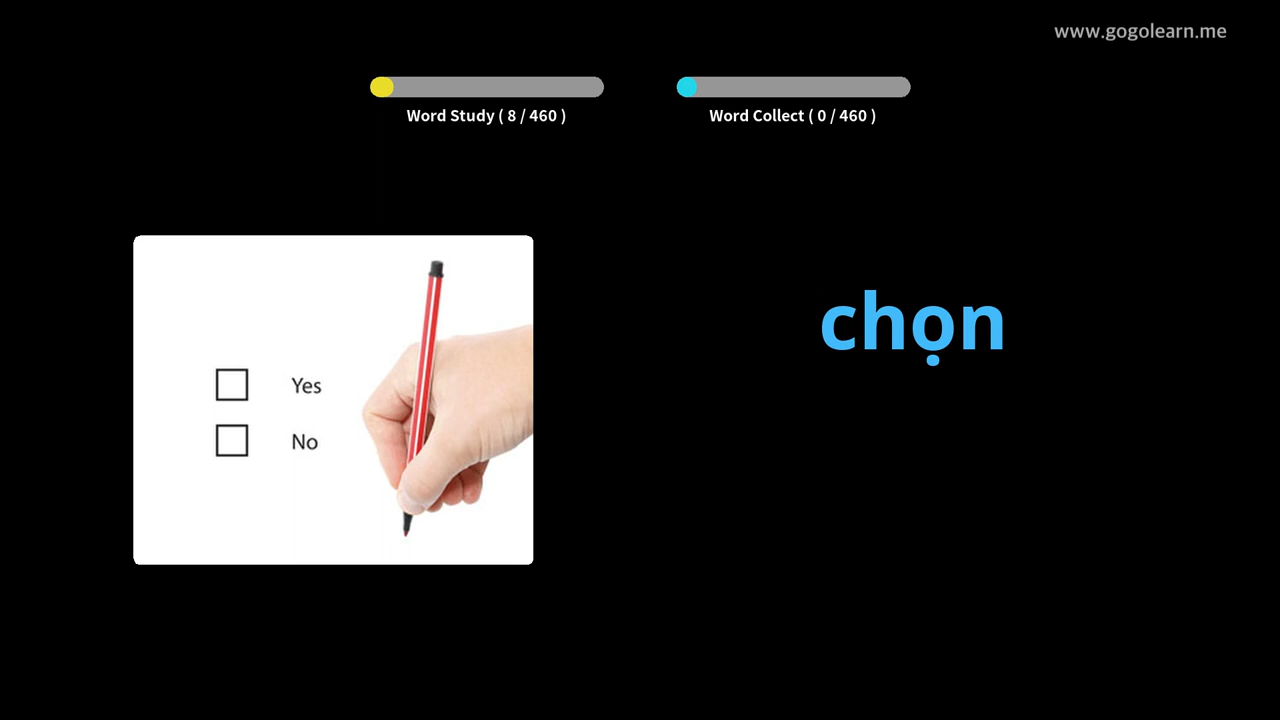 www.gogolearn.me
Word Study ( 8 / 460 )
Word Collect ( 0 / 460 )
chọn
Yes
No